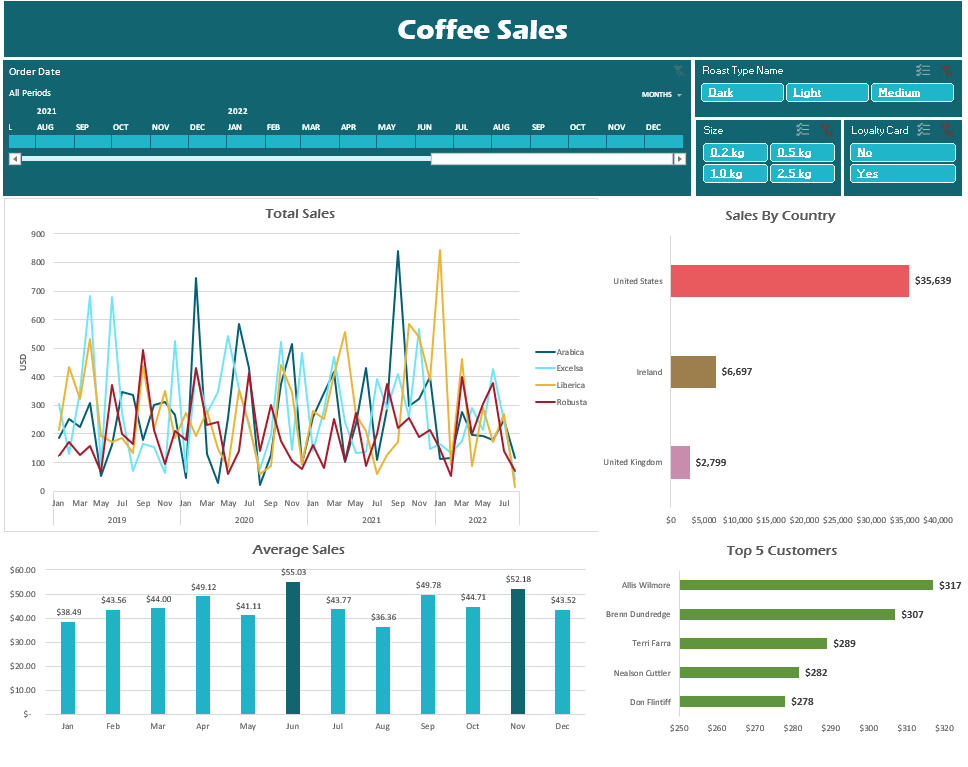 Coffee Sales
Order Date
All Periods
MONTHS
2021 2022
L AUG SEP OCT NOV DEC JAN FEB MAR APR MAY JUN JUL AUG SEP OCT NOV DEC
Roast Type Name
Dark Light Medium
Size
0.2 kg 0.5 kg
1.0 kg 2.5 kg
Loyalty Card
No
Yes
Total Sales
900
800
700
600
500
400
300
200
100
0
USD
Jan Mar May Jul Sep Nov Jan Mar May Jul Sep Nov Jan Mar May Jul Sep Nov Jan Mar May Jul
2019 2020 2021 2022
Arabica
Excelsa
Liberica
Robusta
Sales By Country
United States $35,639
Ireland $6,697
United Kingdom $2,799
$0 $5,000 $10,000 $15,000 $20,000 $25,000 $30,000 $35,000 $40,000
Average Sales
$60.00
$50.00
$40.00
$30.00
$20.00
$10.00
$-
$38.49 $43.56 $44.00 $49.12 $41.11 $55.03 $43.77 $36.36 $49.78 $44.71 $52.18 $43.52
Jan Feb Mar Apr May Jun Jul Aug Sep Oct Nov Dec
Top 5 Customers
Allis Wilmore $317
Brenn Dundredge $307
Terri Farra $289
Nealson Cuttler $282
Don Flintiff $278
$250 $260 $270 $280 $290 $300 $310 $320